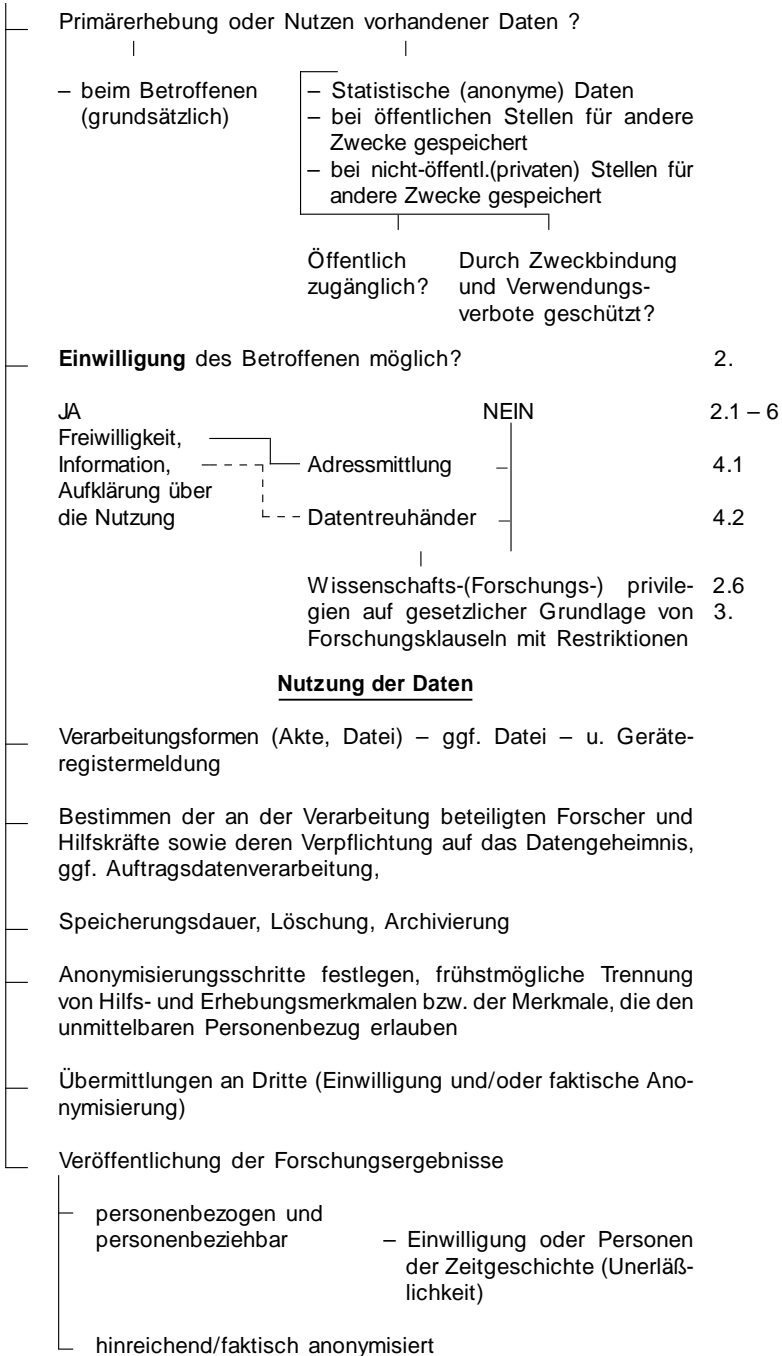 Primärerhebung oder Nutzen vorhandener Daten ?
– beim Betroffenen
(grundsätzlich)
– Statistische (anonyme) Daten
– bei öffentlichen Stellen für andere
Zwecke gespeichert
– bei nicht-öffentl.(privaten) Stellen für
andere Zwecke gespeichert
Öffentlich
zugänglich?
Durch Zweckbindung
und Verwendungs-
verbote geschützt?
Einwilligung des Betroffenen möglich? 2.
JA NEIN 2.1 – 6
Freiwilligkeit,
Information,
Aufklärung über
die Nutzung
Adressmittlung 4.1
Datentreuhänder 4.2
Wissenschafts-(Forschungs-) privile- 2.6
gien auf gesetzlicher Grundlage von 3.
Forschungsklauseln mit Restriktionen
Nutzung der Daten
Verarbeitungsformen (Akte, Datei) – ggf. Datei – u. Geräte-
registermeldung
Bestimmen der an der Verarbeitung beteiligten Forscher und
Hilfskräfte sowie deren Verpflichtung auf das Datengeheimnis,
ggf. Auftragsdatenverarbeitung,
Speicherungsdauer, Löschung, Archivierung
Anonymisierungsschritte festlegen, frühstmögliche Trennung
von Hilfs- und Erhebungsmerkmalen bzw. der Merkmale, die den
unmittelbaren Personenbezug erlauben
Übermittlungen an Dritte (Einwilligung und/oder faktische Ano-
nymisierung)
Veröffentlichung der Forschungsergebnisse
personenbezogen und
personenbeziehbar
– Einwilligung oder Personen
der Zeitgeschichte (Unerläß-
lichkeit)
hinreichend/faktisch anonymisiert